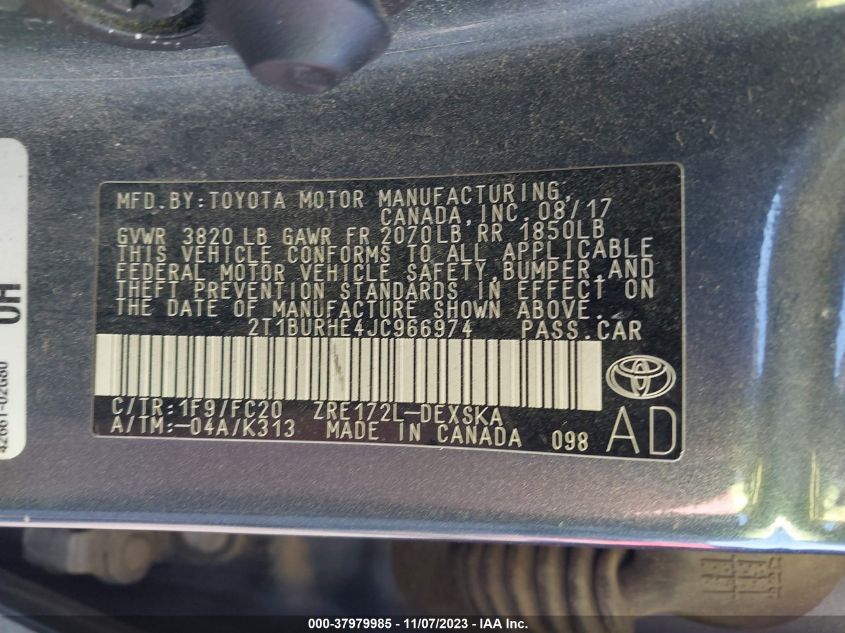 MFD.BY:TOYOTA MOTOR MANUFACTURING,
CANADA,INC. 08/17
GVWR 3820 LB GAWR FR 2070LB RR 1850LB
THIS VEHICLE CONFORMS TO ALL APPLICABLE
FEDERAL MOTOR VEHICLE SAFETY,BUMPER,AND
THEFT PREVENTION STANDARDS IN EFFECT ON
THE DATE OF MANUFACTURE SHOWN ABOVE.
2T1BURHE4JC966974 PASS.CAR
C/TR:1F9/FC20 ZRE172L-DEXSKA
A/TM:-04A/K313 MADE IN CANADA 098 AD
42661-02G80 0H
000-37979985 - 11/07/2023 - © IAA Inc.